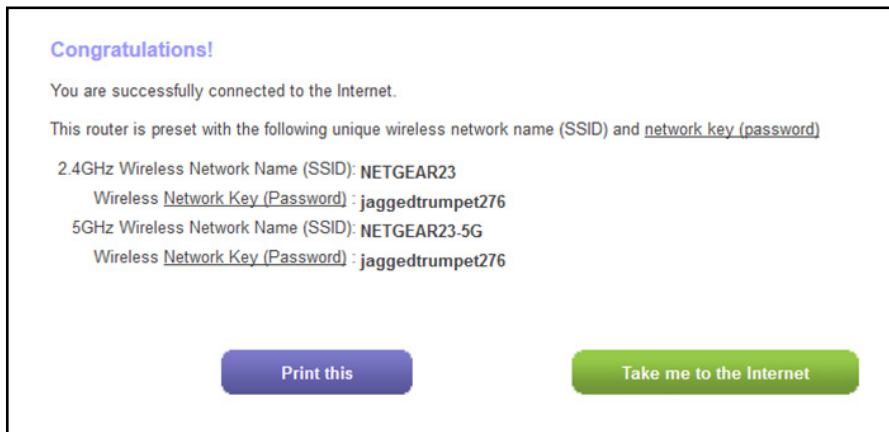 Congratulations!
You are successfully connected to the Internet.
This router is preset with the following unique wireless network name (SSID) and network key (password)
2.4GHz Wireless Network Name (SSID): NETGEAR23
Wireless Network Key (Password) : jaggedtrumpet276
5GHz Wireless Network Name (SSID): NETGEAR23-5G
Wireless Network Key (Password) : jaggedtrumpet276
Print this
Take me to the Internet